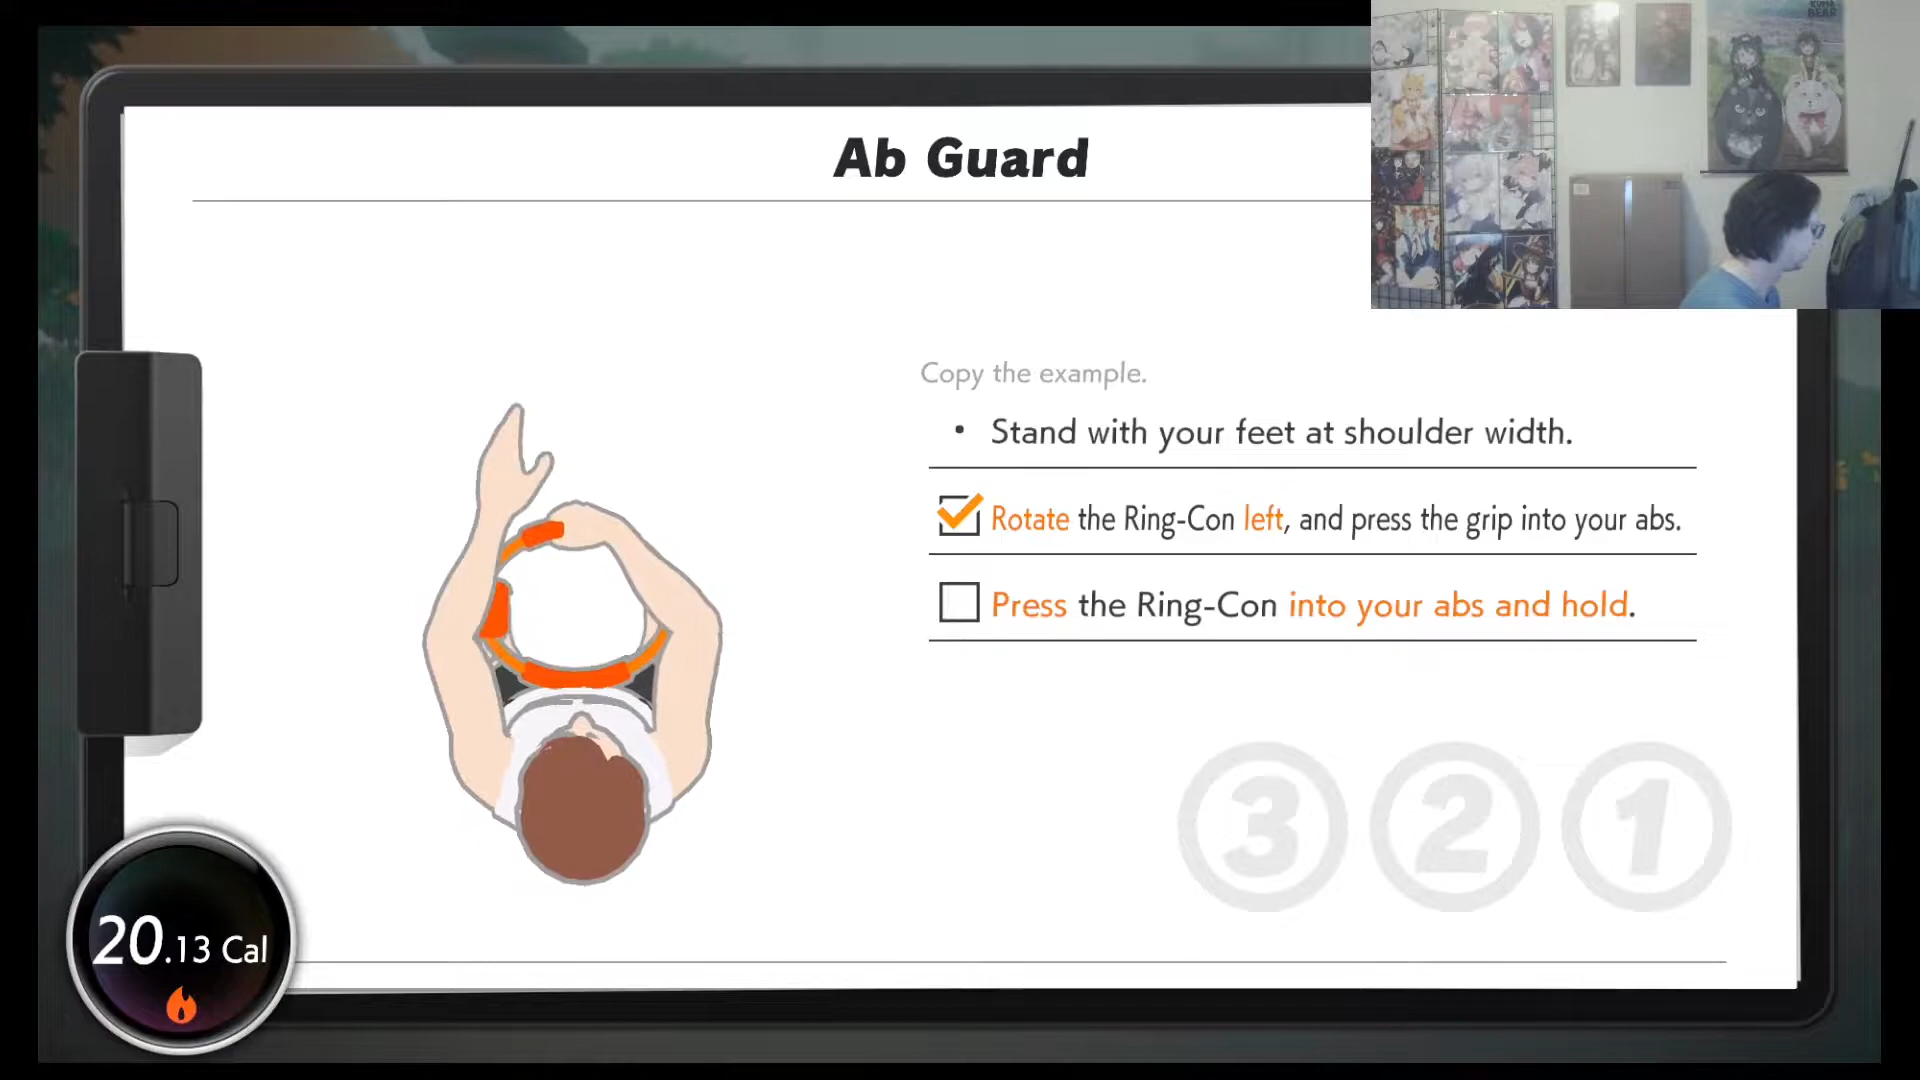 KUMA
BEAR
Ab Guard
Copy the example.
• Stand with your feet at shoulder width.
Rotate the Ring-Con left, and press the grip into your abs.
Press the Ring-Con into your abs and hold.
3 2 1
20.13 Cal